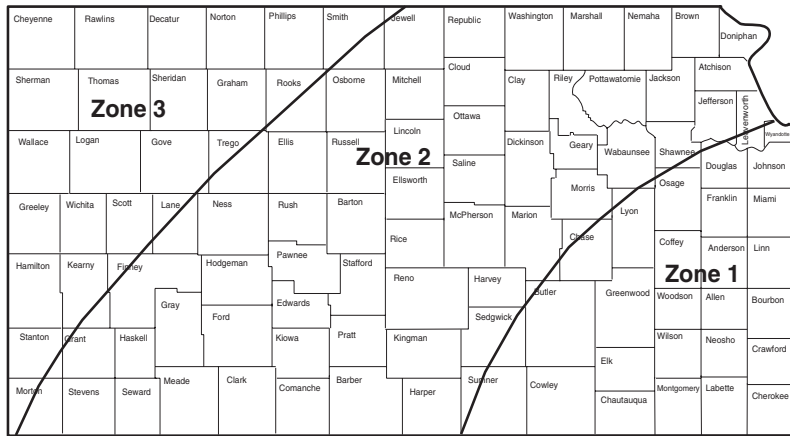 Cheyenne
Rawlins
Decatur
Norton
Phillips
Smith
Jewell
Republic
Washington
Marshall
Nemaha
Brown
Doniphan
Sherman
Thomas
Sheridan
Graham
Rooks
Osborne
Mitchell
Cloud
Clay
Riley
Pottawatomie
Jackson
Atchison
Jefferson
Leavenworth
Wyandotte
Zone 3
Wallace
Logan
Gove
Trego
Ellis
Russell
Lincoln
Ottawa
Dickinson
Geary
Wabaunsee
Shawnee
Douglas
Johnson
Zone 2
Ellsworth
Saline
Morris
Osage
Franklin
Miami
Greeley
Wichita
Scott
Lane
Ness
Rush
Barton
Rice
McPherson
Marion
Chase
Lyon
Coffey
Anderson
Linn
Hamilton
Kearny
Finney
Hodgeman
Pawnee
Stafford
Reno
Harvey
Butler
Greenwood
Zone 1
Woodson
Allen
Bourbon
Gray
Ford
Edwards
Sedgwick
Stanton
Grant
Haskell
Kiowa
Pratt
Kingman
Elk
Wilson
Neosho
Crawford
Morton
Stevens
Seward
Meade
Clark
Comanche
Barber
Harper
Sumner
Cowley
Chautauqua
Montgomery
Labette
Cherokee